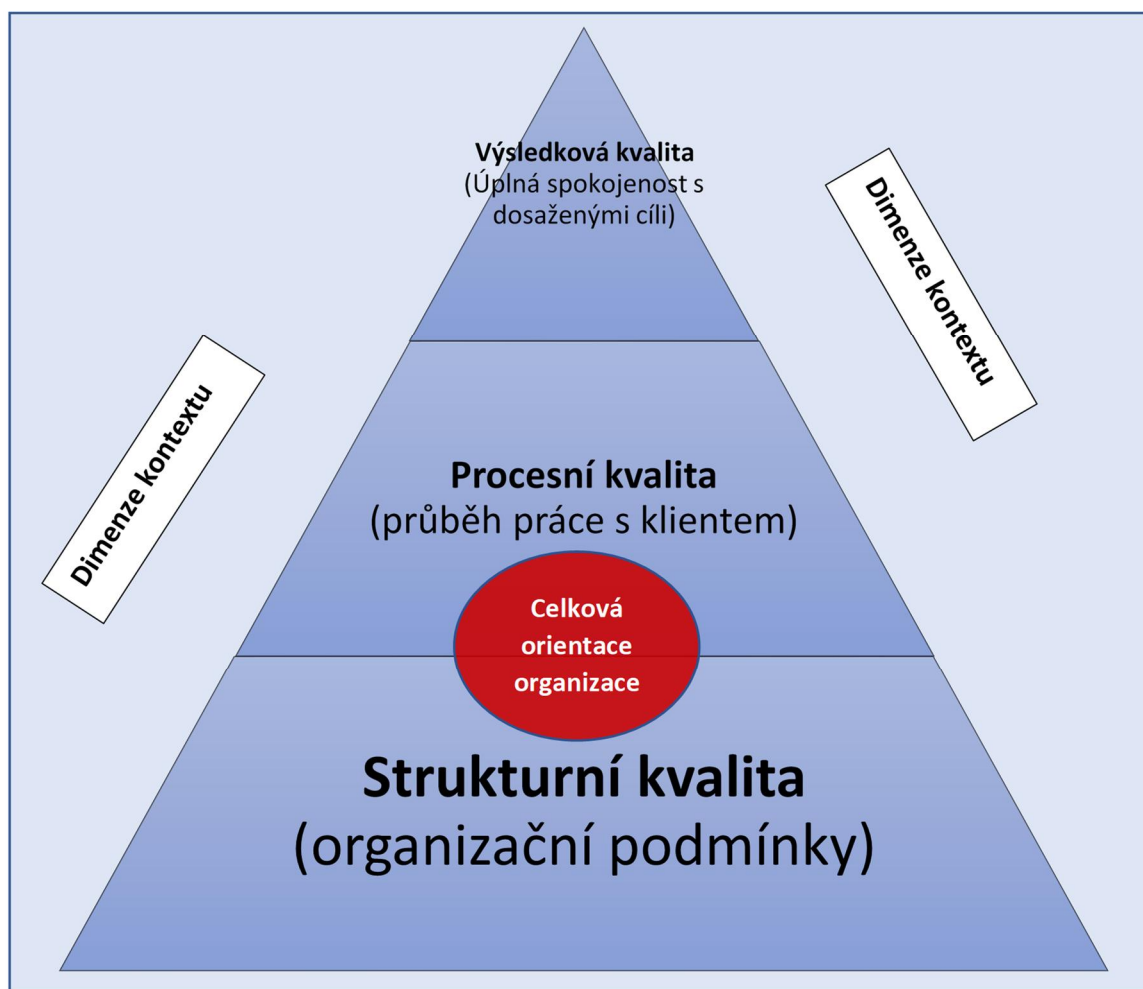 Výsledková kvalita
(Úplná spokojenost s
dosaženými cíli)
Dimenze kontextu
Dimenze kontextu
Procesní kvalita
(průběh práce s klientem)
Celková
orientace
organizace
Strukturní kvalita
(organizační podmínky)